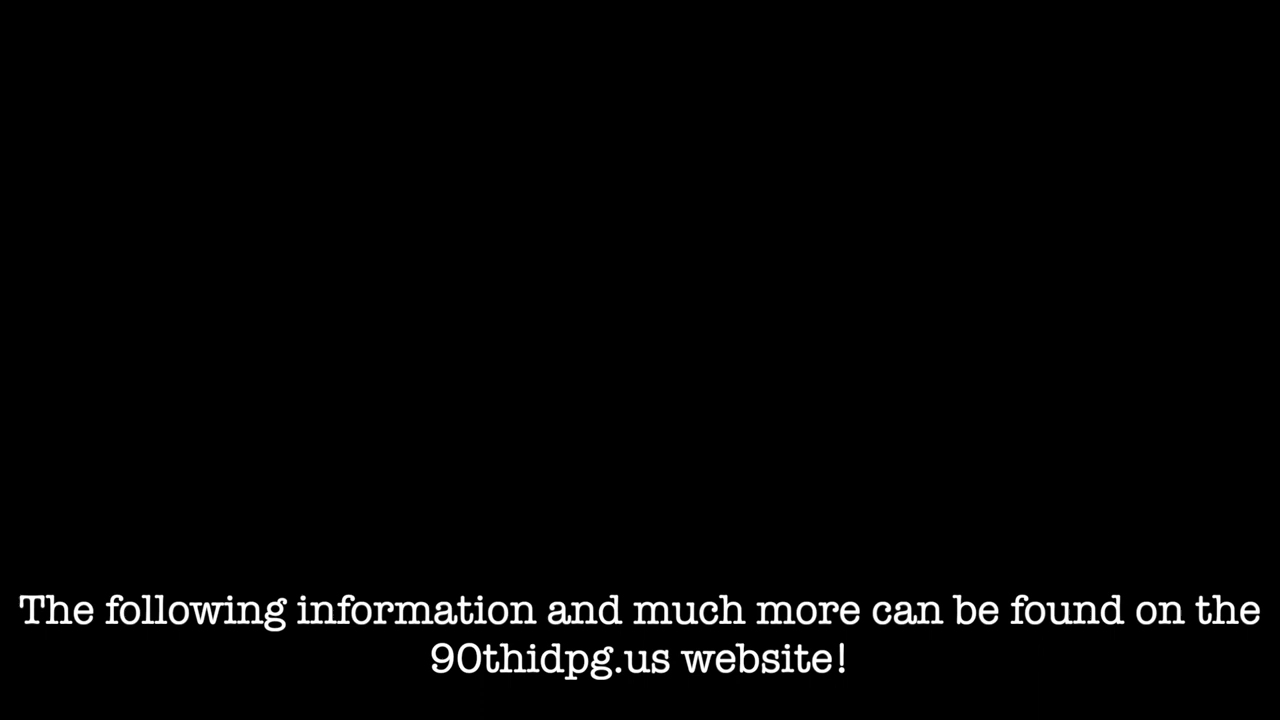 The following information and much more can be found on the
90thidpg.us website!